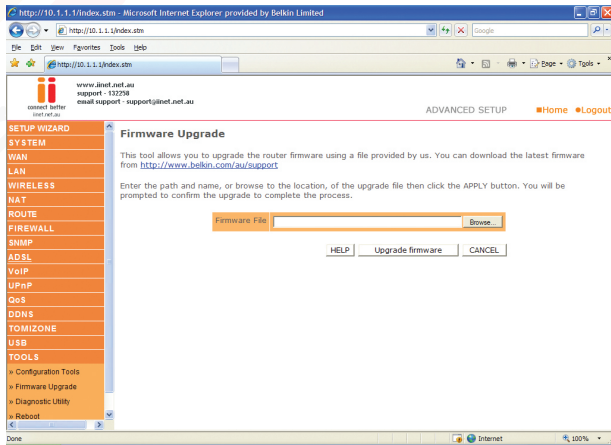 http://10.1.1.1/index.stm - Microsoft Internet Explorer provided by Belkin Limited
http://10.1.1.1/index.stm
Google
File Edit View Favorites Tools Help
http://10.1.1.1/index.stm
Page Tools
www.iinet.net.au
support - 132258
email support - support@iinet.net.au
connect better
iinet.net.au
ADVANCED SETUP
Home Logout
SETUP WIZARD
SYSTEM
WAN
LAN
WIRELESS
NAT
ROUTE
FIREWALL
SNMP
ADSL
VoIP
UPnP
QoS
DDNS
TOMIZONE
USB
TOOLS
» Configuration Tools
» Firmware Upgrade
» Diagnostic Utility
» Reboot
Firmware Upgrade
This tool allows you to upgrade the router firmware using a file provided by us. You can download the latest firmware
from http://www.belkin.com/au/support
Enter the path and name, or browse to the location, of the upgrade file then click the APPLY button. You will be
prompted to confirm the upgrade to complete the process.
Firmware File
Browse...
HELP Upgrade firmware CANCEL
Done
Internet
100%